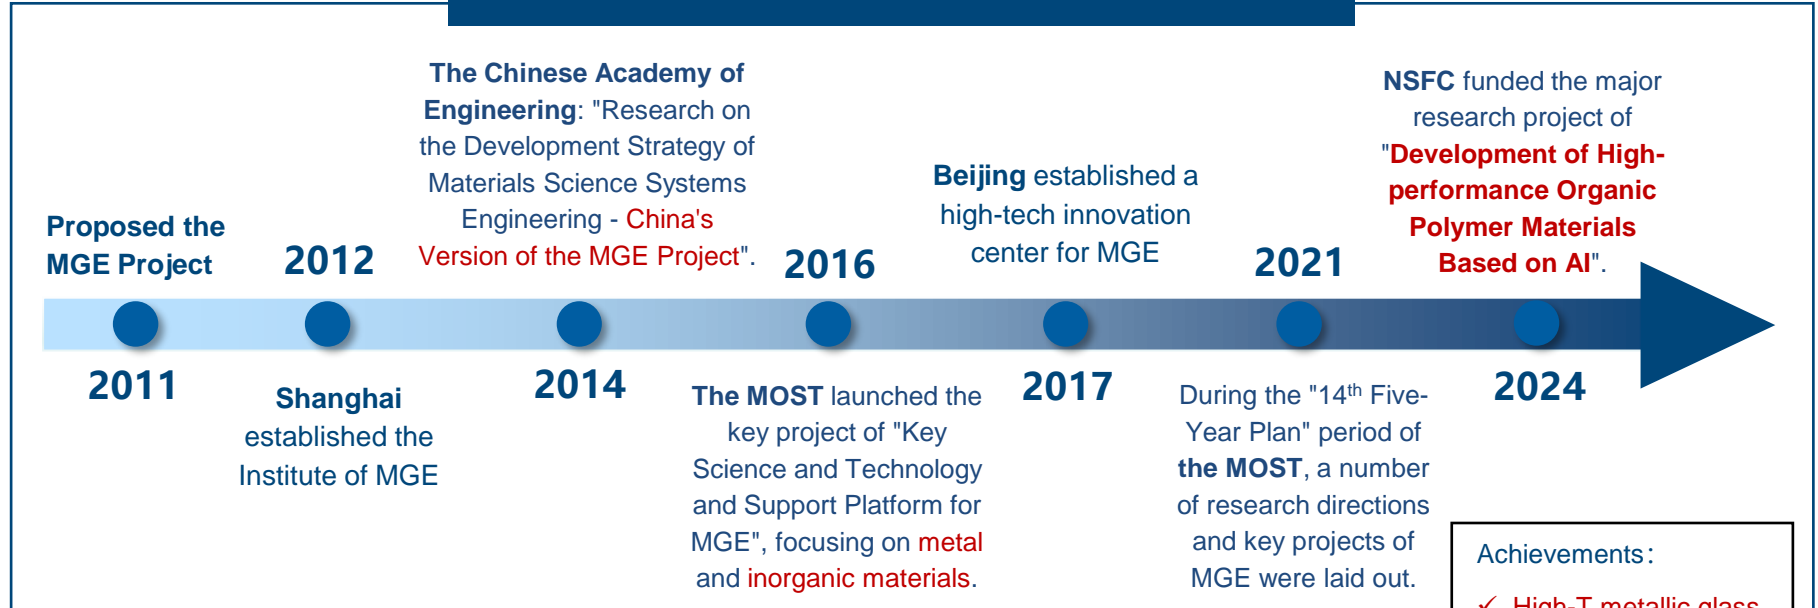 Proposed the
MGE Project
2011
2012
Shanghai
established the
Institute of MGE
The Chinese Academy of
Engineering: "Research on
the Development Strategy of
Materials Science Systems
Engineering - China's
Version of the MGE Project".
2014
2016
The MOST launched the
key project of "Key
Science and Technology
and Support Platform for
MGE", focusing on metal
and inorganic materials.
Beijing established a
high-tech innovation
center for MGE
2017
2021
During the "14th Five-
Year Plan" period of
the MOST, a number
of research directions
and key projects of
MGE were laid out.
NSFC funded the major
research project of
"Development of High-
performance Organic
Polymer Materials
Based on AI".
2024
Achievements:
✓ High-T metallic glass